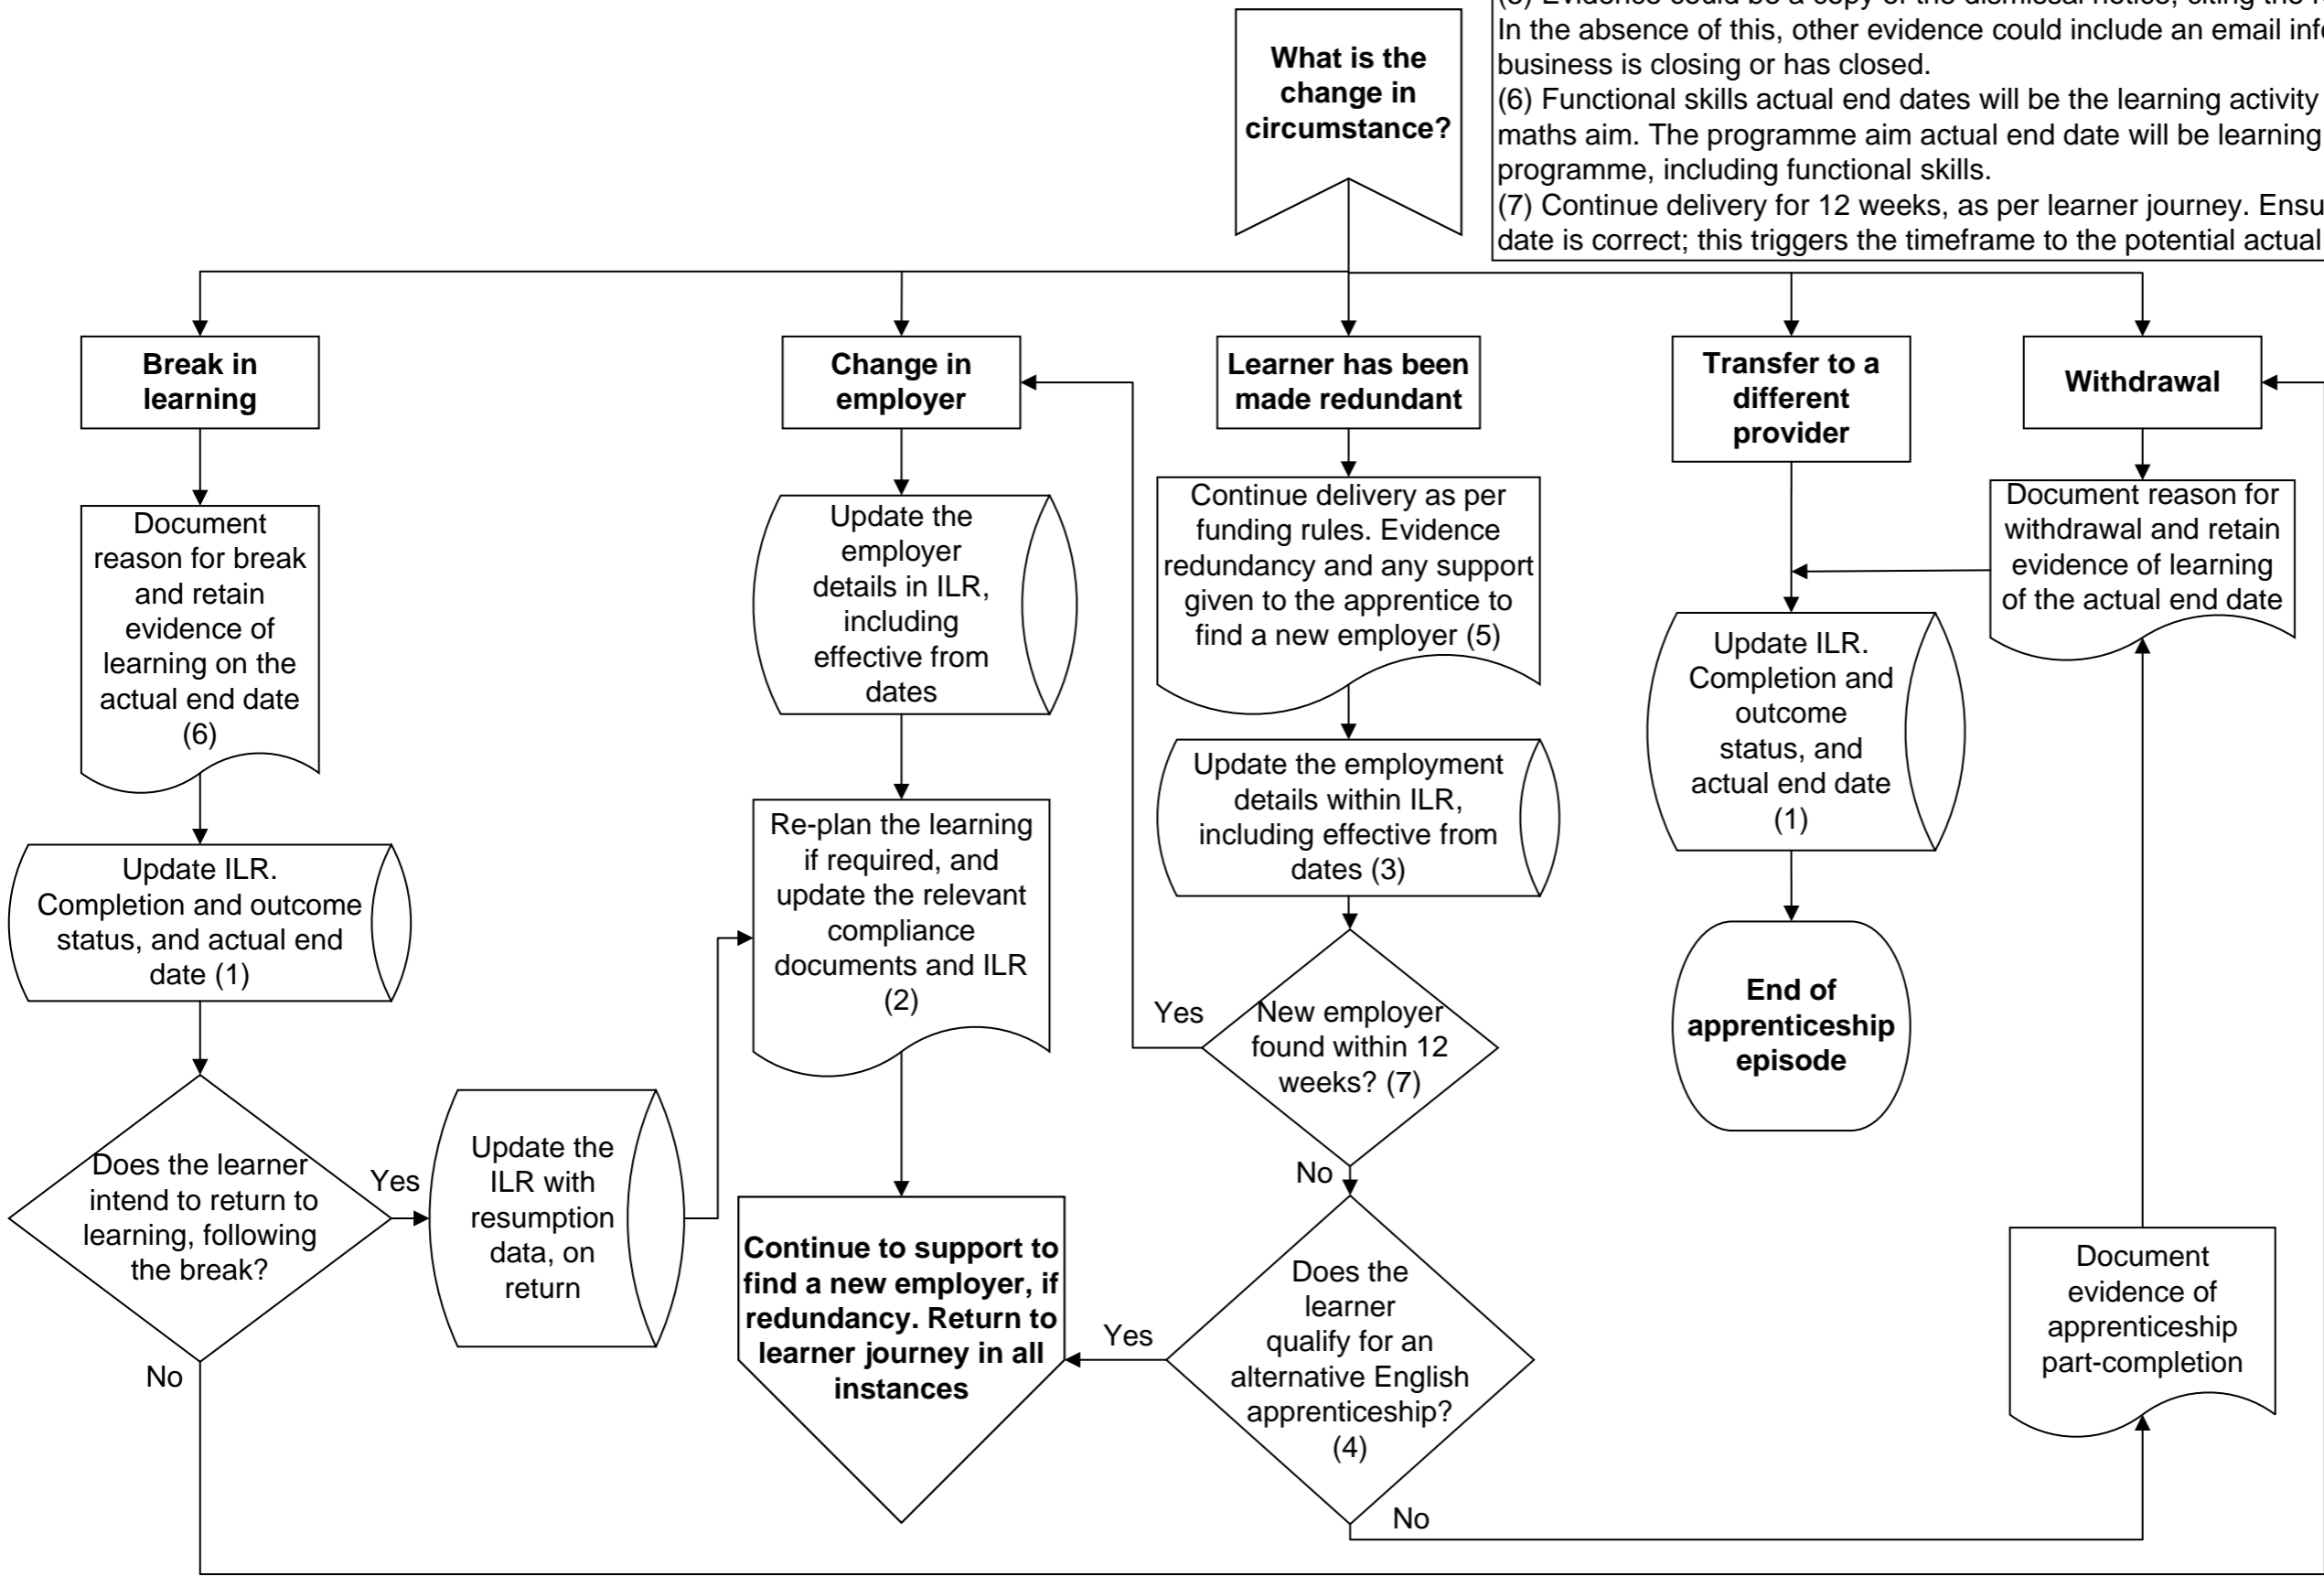 What is the
change in
circumstance?
(5) Evidence could be a copy of the dismissal notice, citing the
In the absence of this, other evidence could include an email
business is closing or has closed.
(6) Functional skills actual end dates will be the learning activity
maths aim. The programme aim actual end date will be learning
programme, including functional skills.
(7) Continue delivery for 12 weeks, as per learner journey.
date is correct; this triggers the timeframe to the potential actual
Break in
learning
Change in
employer
Learner has been
made redundant
Transfer to a
different
provider
Withdrawal
Document
reason for break
and retain
evidence of
learning on the
actual end date
(6)
Update the
employer
details in ILR,
including
effective from
dates
Continue delivery as per
funding rules. Evidence
redundancy and any support
given to the apprentice to
find a new employer (5)
Document reason for
withdrawal and retain
evidence of learning
of the actual end date
Update ILR.
Completion and
outcome
status, and
actual end date
(1)
Update the employment
details within ILR,
including effective from
dates (3)
Re-plan the learning
if required, and
update the relevant
compliance
documents and ILR
(2)
Update ILR.
Completion and outcome
status, and actual end
date (1)
End of
apprenticeship
episode
Yes
New employer
found within 12
weeks? (7)
No
Does the learner
intend to return to
learning, following
the break?
Yes
No
Update the
ILR with
resumption
data, on
return
Continue to support to
find a new employer, if
redundancy. Return to
learner journey in all
instances
Yes
Does the
learner
qualify for an
alternative English
apprenticeship?
(4)
No
Document
evidence of
apprenticeship
part-completion